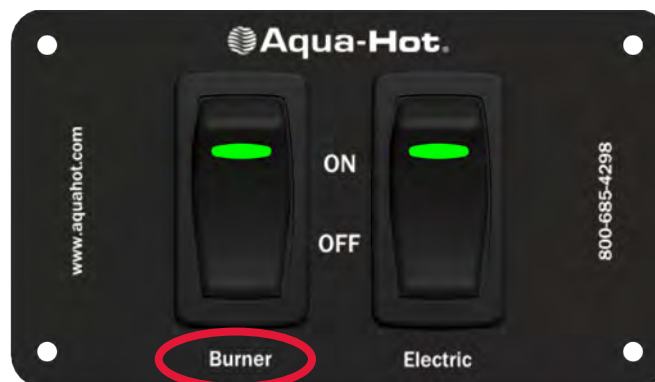 Aqua-Hot.
www.aquahot.com
ON
OFF
800-685-4298
Burner
Electric